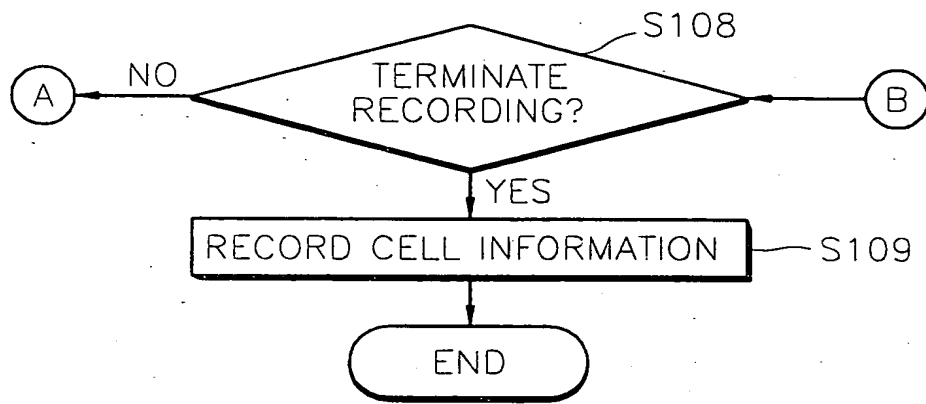 S108
A
NO
TERMINATE
RECORDING?
B
YES
RECORD CELL INFORMATION
S109
END